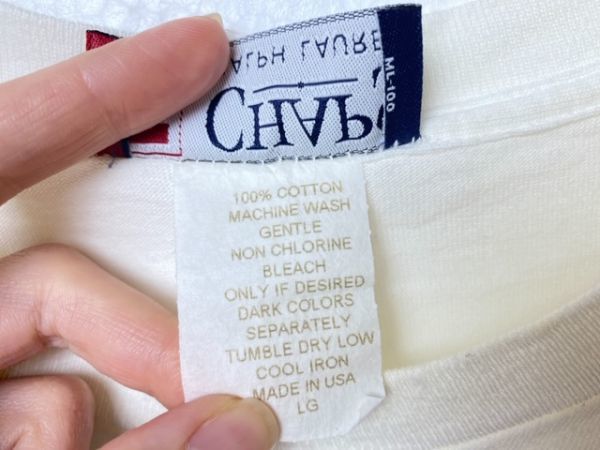 ALPH LAURE
CHAP
ML-100
100% COTTON
MACHINE WASH
GENTLE
NON CHLORINE
BLEACH
ONLY IF DESIRED
DARK COLORS
SEPARATELY
TUMBLE DRY LOW
COOL IRON
MADE IN USA
LG